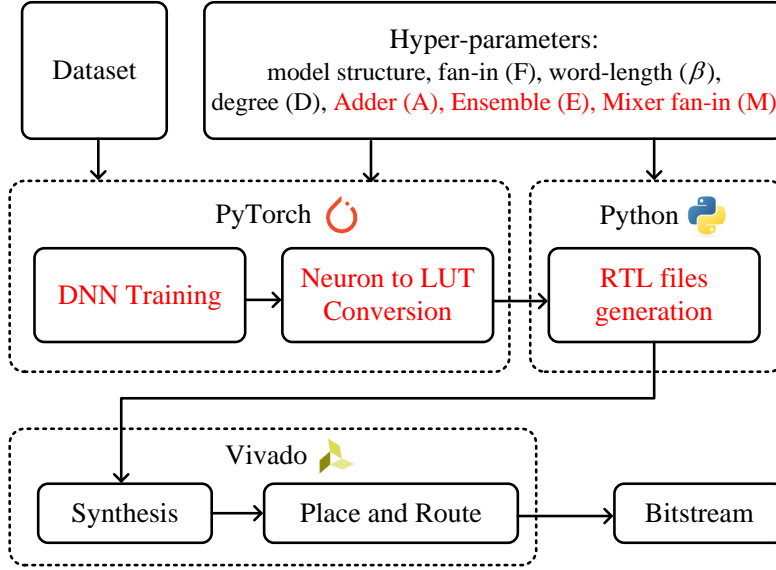 Dataset
Hyper-parameters:
model structure, fan-in (F), word-length (β),
degree (D), Adder (A), Ensemble (E), Mixer fan-in (M)
PyTorch
Python
DNN Training
Neuron to LUT
Conversion
RTL files
generation
Vivado
Synthesis
Place and Route
Bitstream